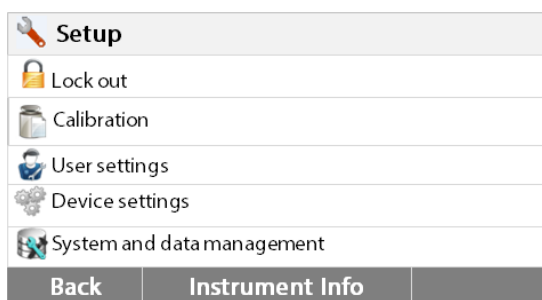 Setup
Lock out
Calibration
User settings
Device settings
System and data management
Back Instrument Info